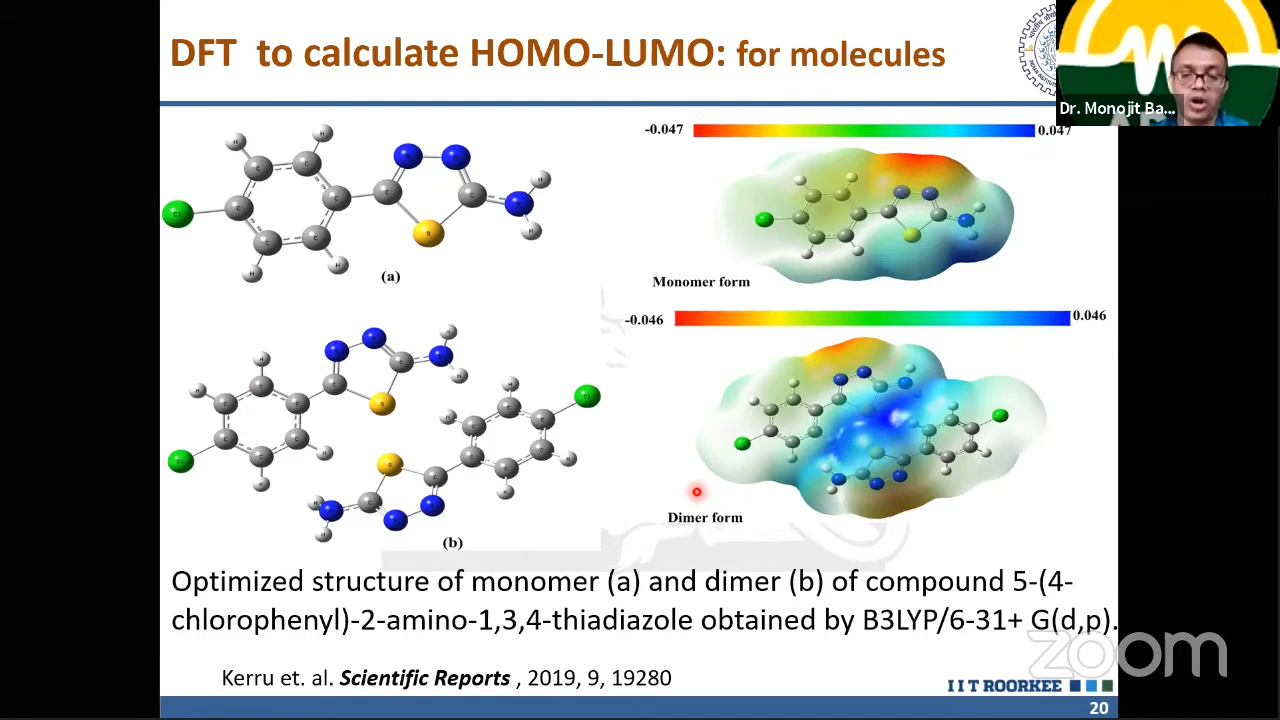 DFT to calculate HOMO-LUMO: for molecules
Dr. Monojit Ba...
-0.047
0.047
Monomer form
(a)
-0.046
0.046
Dimer form
(b)
Optimized structure of monomer (a) and dimer (b) of compound 5-(4-
chlorophenyl)-2-amino-1,3,4-thiadiazole obtained by B3LYP/6-31+ G(d,p).
zoom
Kerru et. al. Scientific Reports , 2019, 9, 19280
I I T ROORKEE
20